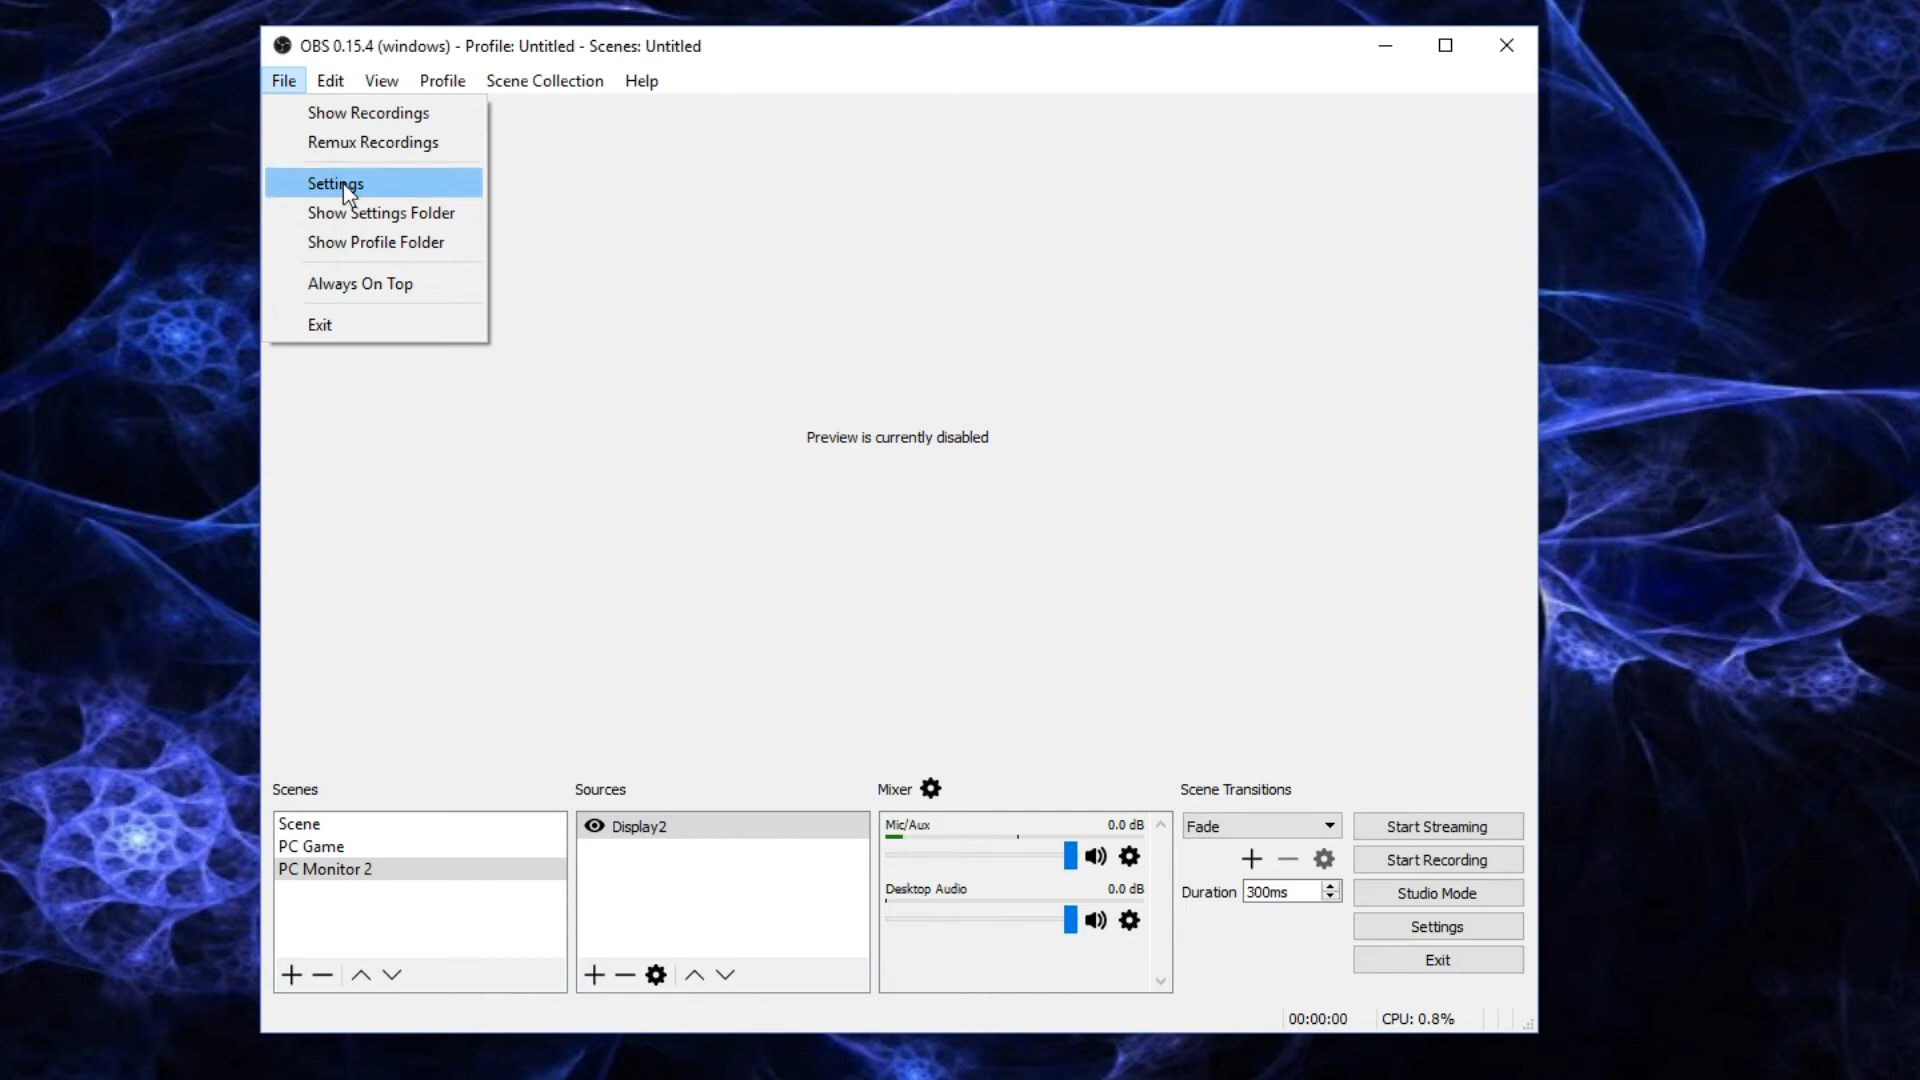 OBS 0.15.4 (windows) - Profile: Untitled - Scenes: Untitled
File Edit View Profile Scene Collection Help
Show Recordings
Remux Recordings
Settings
Show Settings Folder
Show Profile Folder
Always On Top
Exit
Preview is currently disabled
Scenes
Scene
PC Game
PC Monitor 2
Sources
Display2
Mixer
Mic/Aux 0.0 dB
Desktop Audio 0.0 dB
Scene Transitions
Fade
Duration 300ms
Start Streaming
Start Recording
Studio Mode
Settings
Exit
00:00:00 CPU: 0.8%